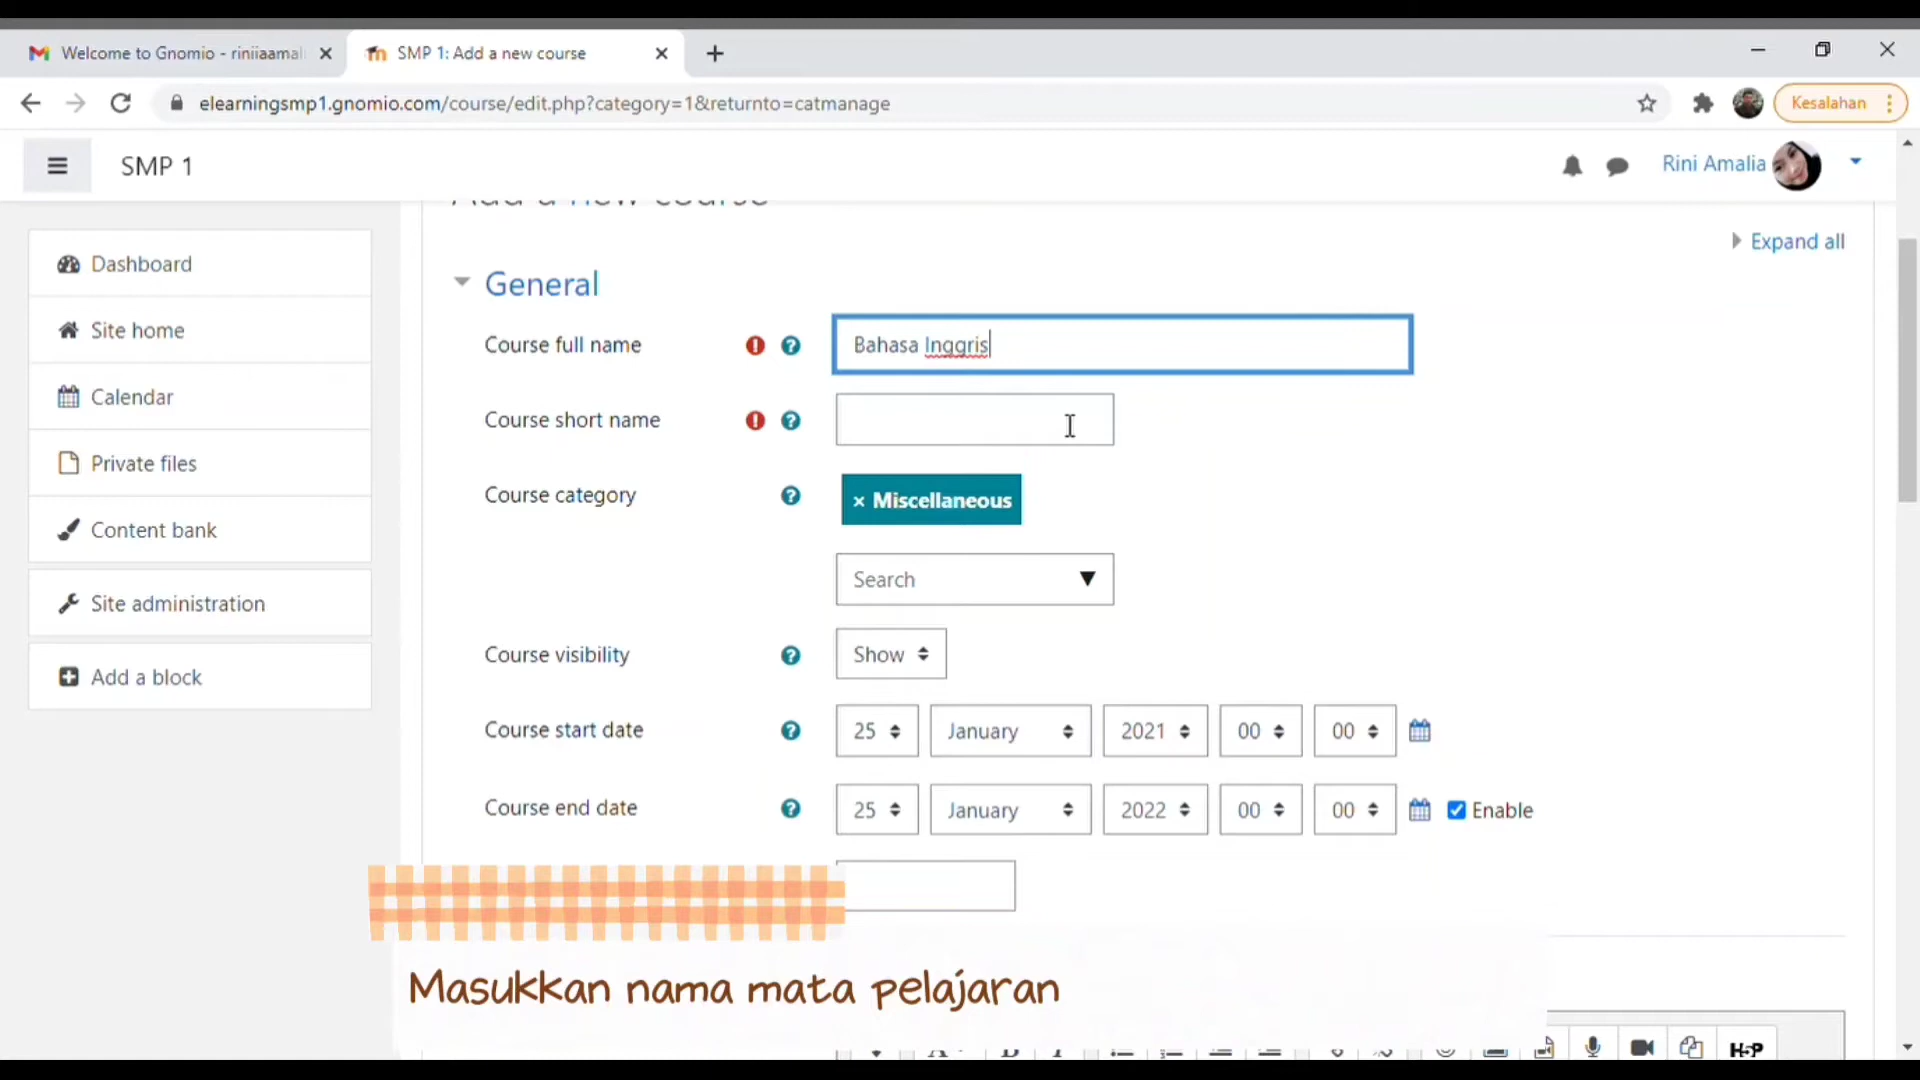 Welcome to Gnomio - riniiaamal
SMP 1: Add a new course
elearningsmp1.gnomio.com/course/edit.php?category=1&returnto=catmanage
Kesalahan
SMP 1
Rini Amalia
Add a new course
Expand all
Dashboard
Site home
Calendar
Private files
Content bank
Site administration
Add a block
General
Course full name
Bahasa Inggris
Course short name
Course category
× Miscellaneous
Search
Course visibility
Show
Course start date
25 January 2021 00 00
Course end date
25 January 2022 00 00 Enable
Masukkan nama mata pelajaran
A B I
H5P